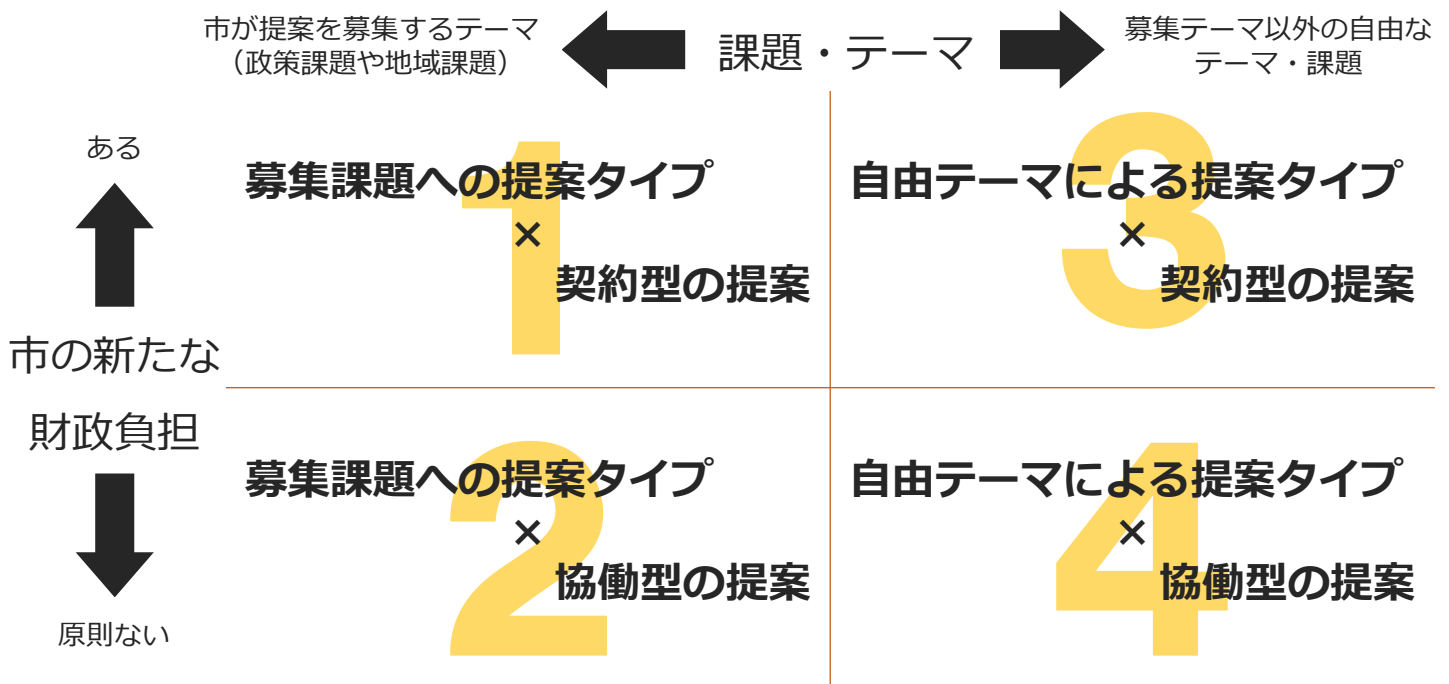 市が提案を募集するテーマ
（政策課題や地域課題）
課題・テーマ
募集テーマ以外の自由な
テーマ・課題
ある
市の新たな
財政負担
原則ない
1
募集課題への提案タイプ
×
契約型の提案
3
自由テーマによる提案タイプ
×
契約型の提案
2
募集課題への提案タイプ
×
協働型の提案
4
自由テーマによる提案タイプ
×
協働型の提案